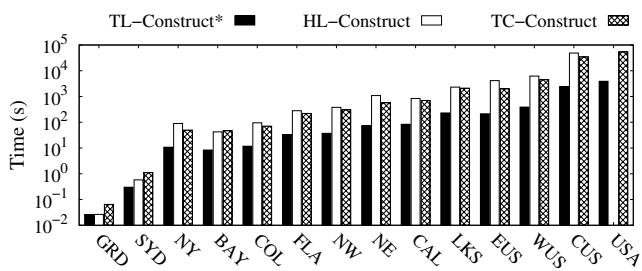 TL−Construct* HL−Construct TC−Construct
10^5
10^4
10^3
10^2
10^1
10^0
10^−1
10^−2
Time (s)
GRD SYD NY BAY COL FLA NW NE CAL LKS EUS WUS CUS USA